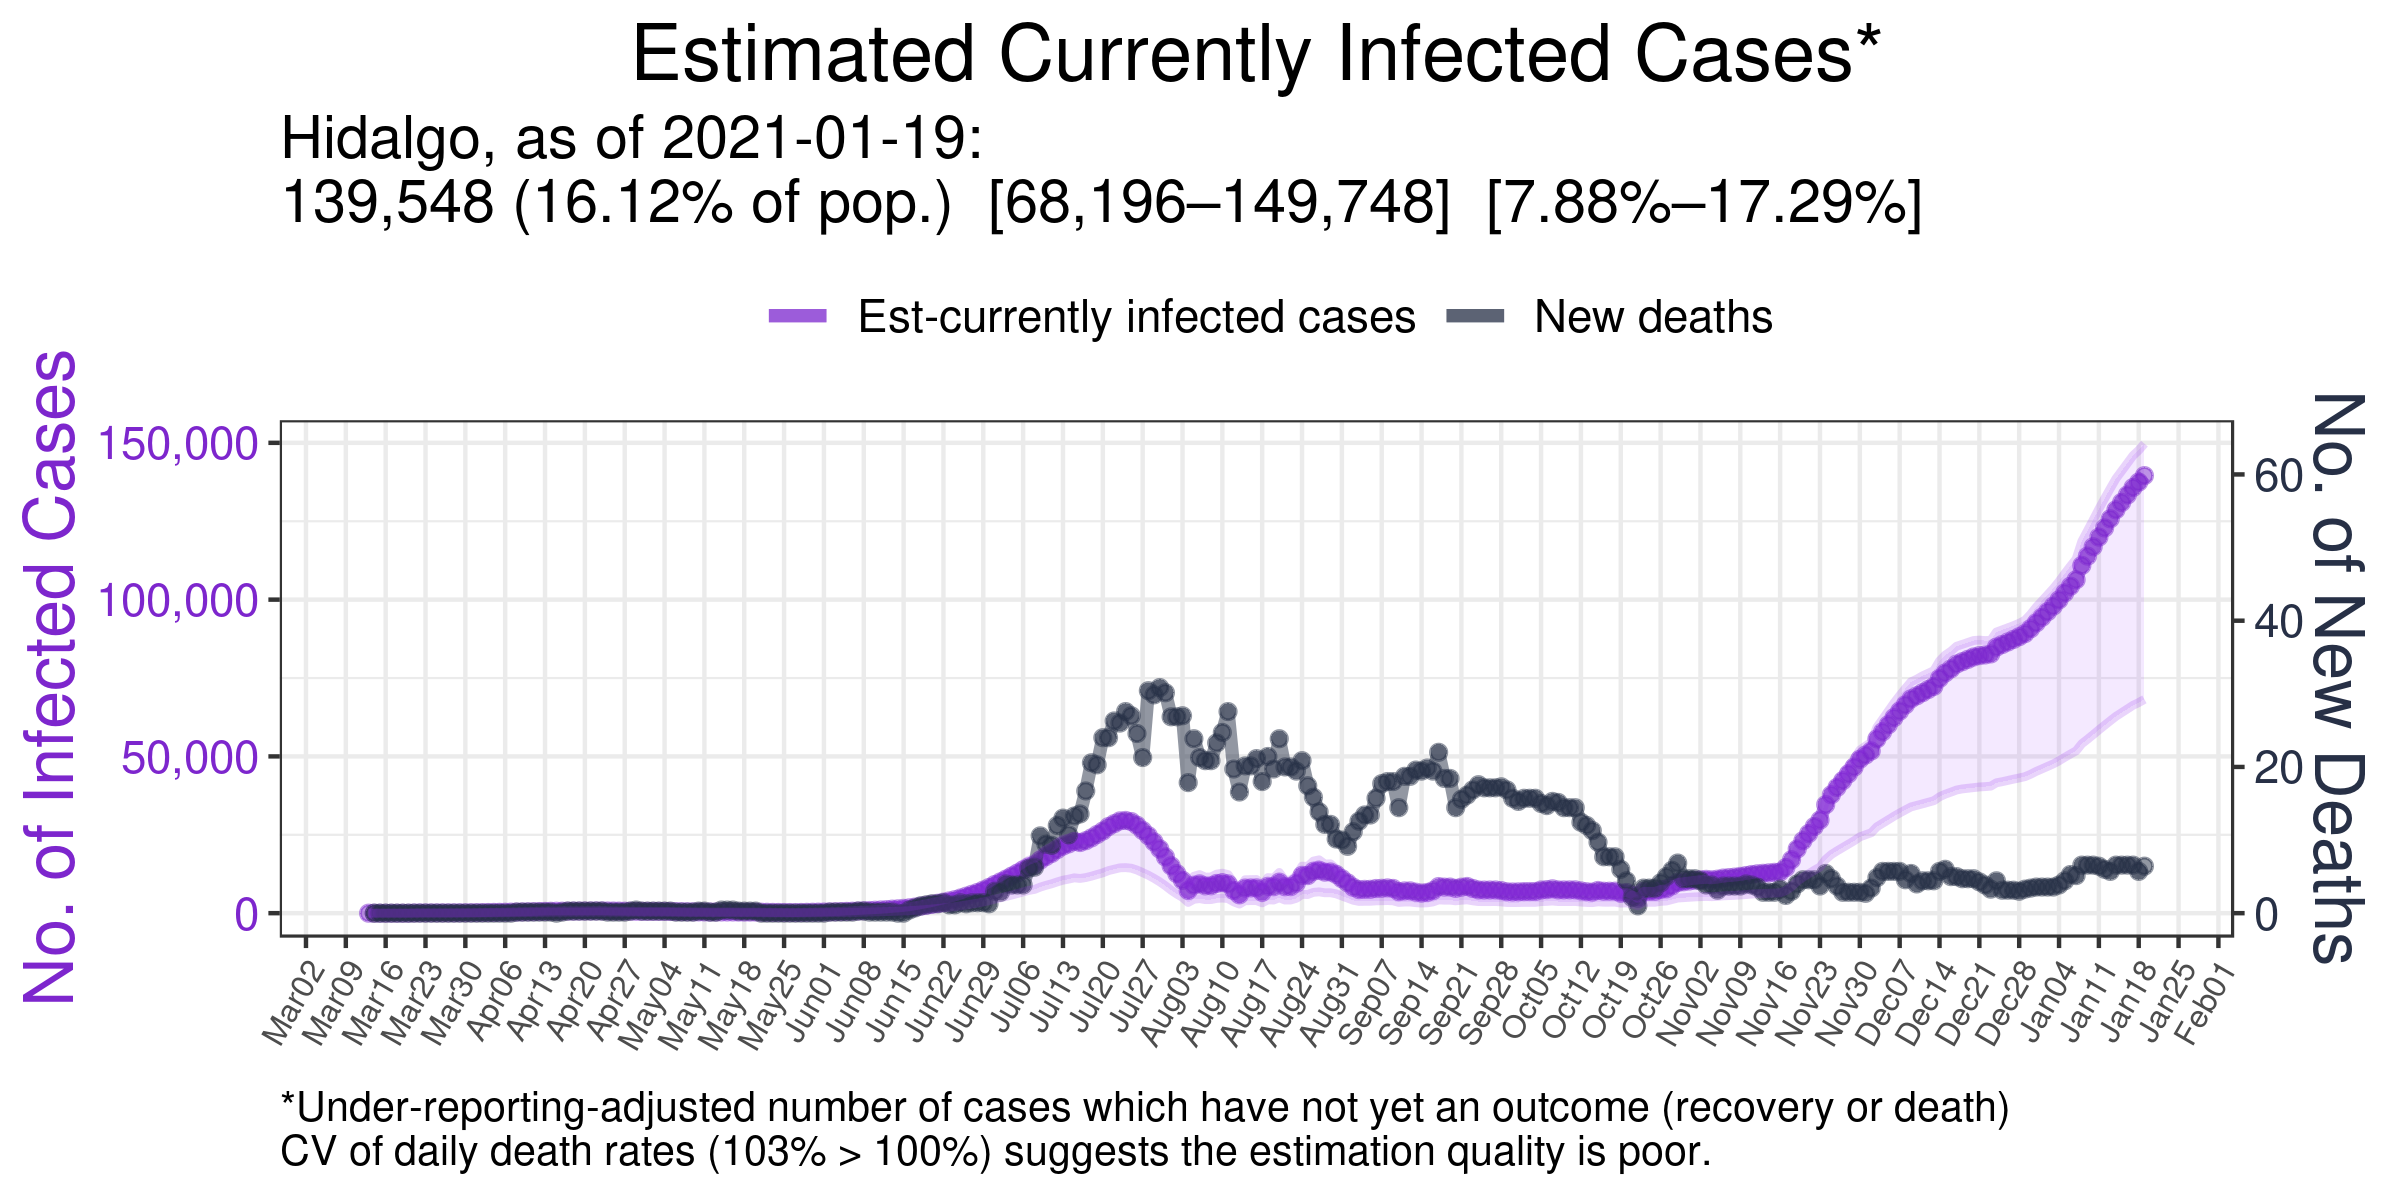 Estimated Currently Infected Cases*
Hidalgo, as of 2021-01-19:
139,548 (16.12% of pop.)  [68,196–149,748]  [7.88%–17.29%]
Est-currently infected cases
New deaths
No. of Infected Cases
150,000
100,000
50,000
0
No. of New Deaths
60
40
20
0
Mar02
Mar09
Mar16
Mar23
Mar30
Apr06
Apr13
Apr20
Apr27
May04
May11
May18
May25
Jun01
Jun08
Jun15
Jun22
Jun29
Jul06
Jul13
Jul20
Jul27
Aug03
Aug10
Aug17
Aug24
Aug31
Sep07
Sep14
Sep21
Sep28
Oct05
Oct12
Oct19
Oct26
Nov02
Nov09
Nov16
Nov23
Nov30
Dec07
Dec14
Dec21
Dec28
Jan04
Jan11
Jan18
Jan25
Feb01
*Under-reporting-adjusted number of cases which have not yet an outcome (recovery or death)
CV of daily death rates (103% > 100%) suggests the estimation quality is poor.